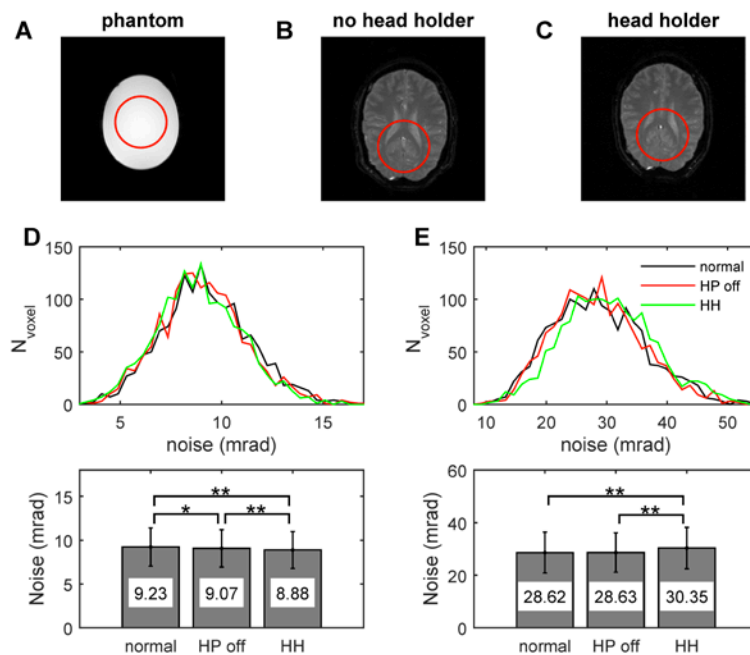 A phantom
B no head holder
C head holder
D
E
150
100
50
0
N_voxel
5 10 15
noise (mrad)
150
100
50
0
N_voxel
10 20 30 40 50
noise (mrad)
normal
HP off
HH
15
10
5
0
Noise (mrad)
**
* **
9.23 9.07 8.88
normal HP off HH
60
40
20
0
Noise (mrad)
**
**
28.62 28.63 30.35
normal HP off HH